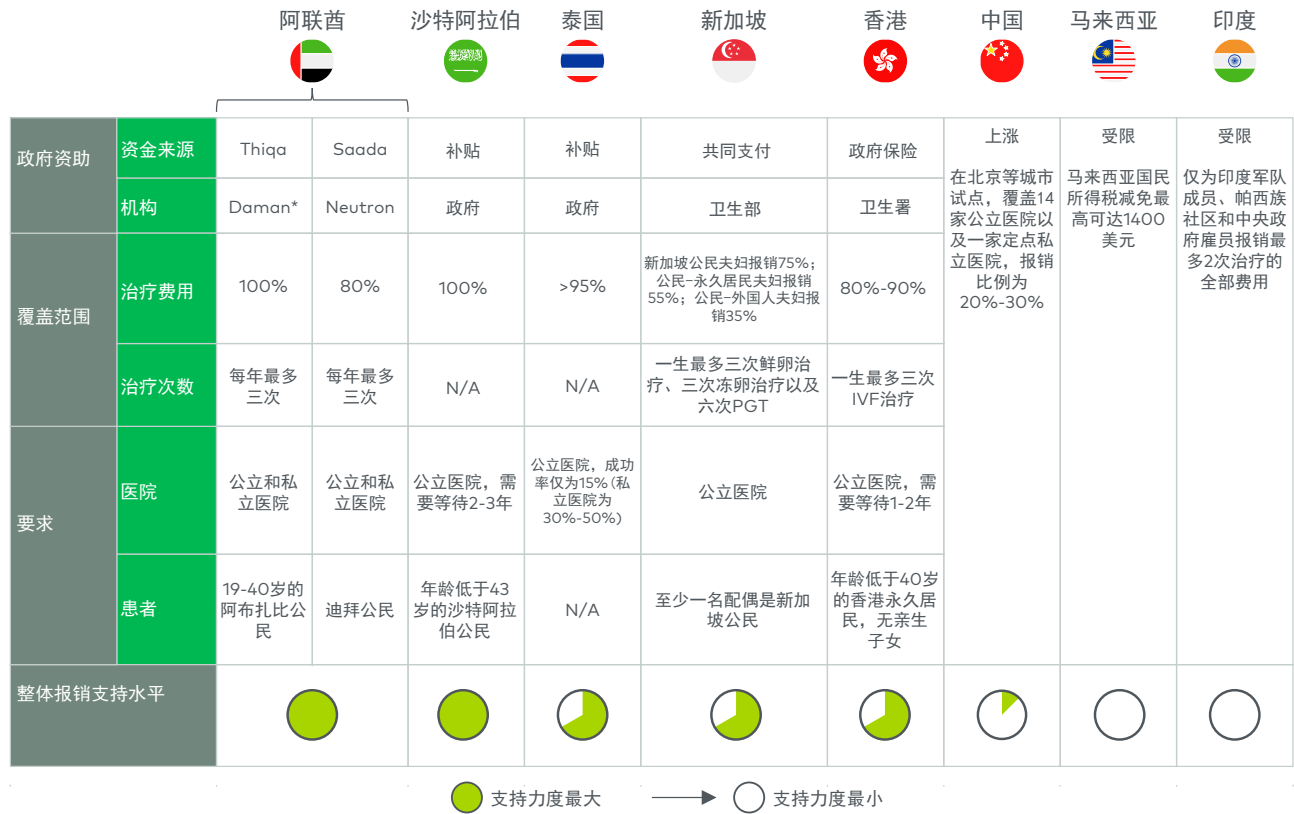 阿联酋
沙特阿拉伯
泰国
新加坡
香港
中国
马来西亚
印度
政府资助
资金来源
Thiqa
Saada
补贴
补贴
共同支付
政府保险
机构
Daman*
Neutron
政府
政府
卫生部
卫生署
覆盖范围
治疗费用
100%
80%
100%
>95%
新加坡公民夫妇报销75%；
公民-永久居民夫妇报销
55%；公民-外国人夫妇报
销35%
80%-90%
治疗次数
每年最多
三次
每年最多
三次
N/A
N/A
一生最多三次鲜卵治
疗、三次冻卵治疗以及
六次PGT
一生最多三次
IVF治疗
要求
医院
公立和私
立医院
公立和私
立医院
公立医院，需
要等待2-3年
公立医院，成功
率仅为15%（私
立医院为
30%-50%）
公立医院
公立医院，需
要等待1-2年
患者
19-40岁的
阿布扎比公
民
迪拜公民
年龄低于43
岁的沙特阿拉
伯公民
N/A
至少一名配偶是新加
坡公民
年龄低于40岁
的香港永久居
民，无亲生
子女
上涨
在北京等城市
试点，覆盖14
家公立医院以
及一家定点私
立医院，报销
比例为
20%-30%
受限
马来西亚国民
所得税减免最
高可达1400
美元
受限
仅为印度军队
成员、帕西族
社区和中央政
府雇员报销最
多2次治疗的
全部费用
整体报销支持水平
支持力度最大
支持力度最小